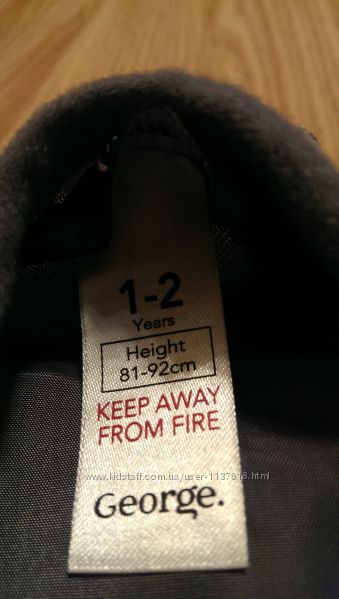 1-2
Years
Height
81-92cm
KEEP AWAY
FROM FIRE
www.kidstaff.com.ua/user-1137618.html
George.